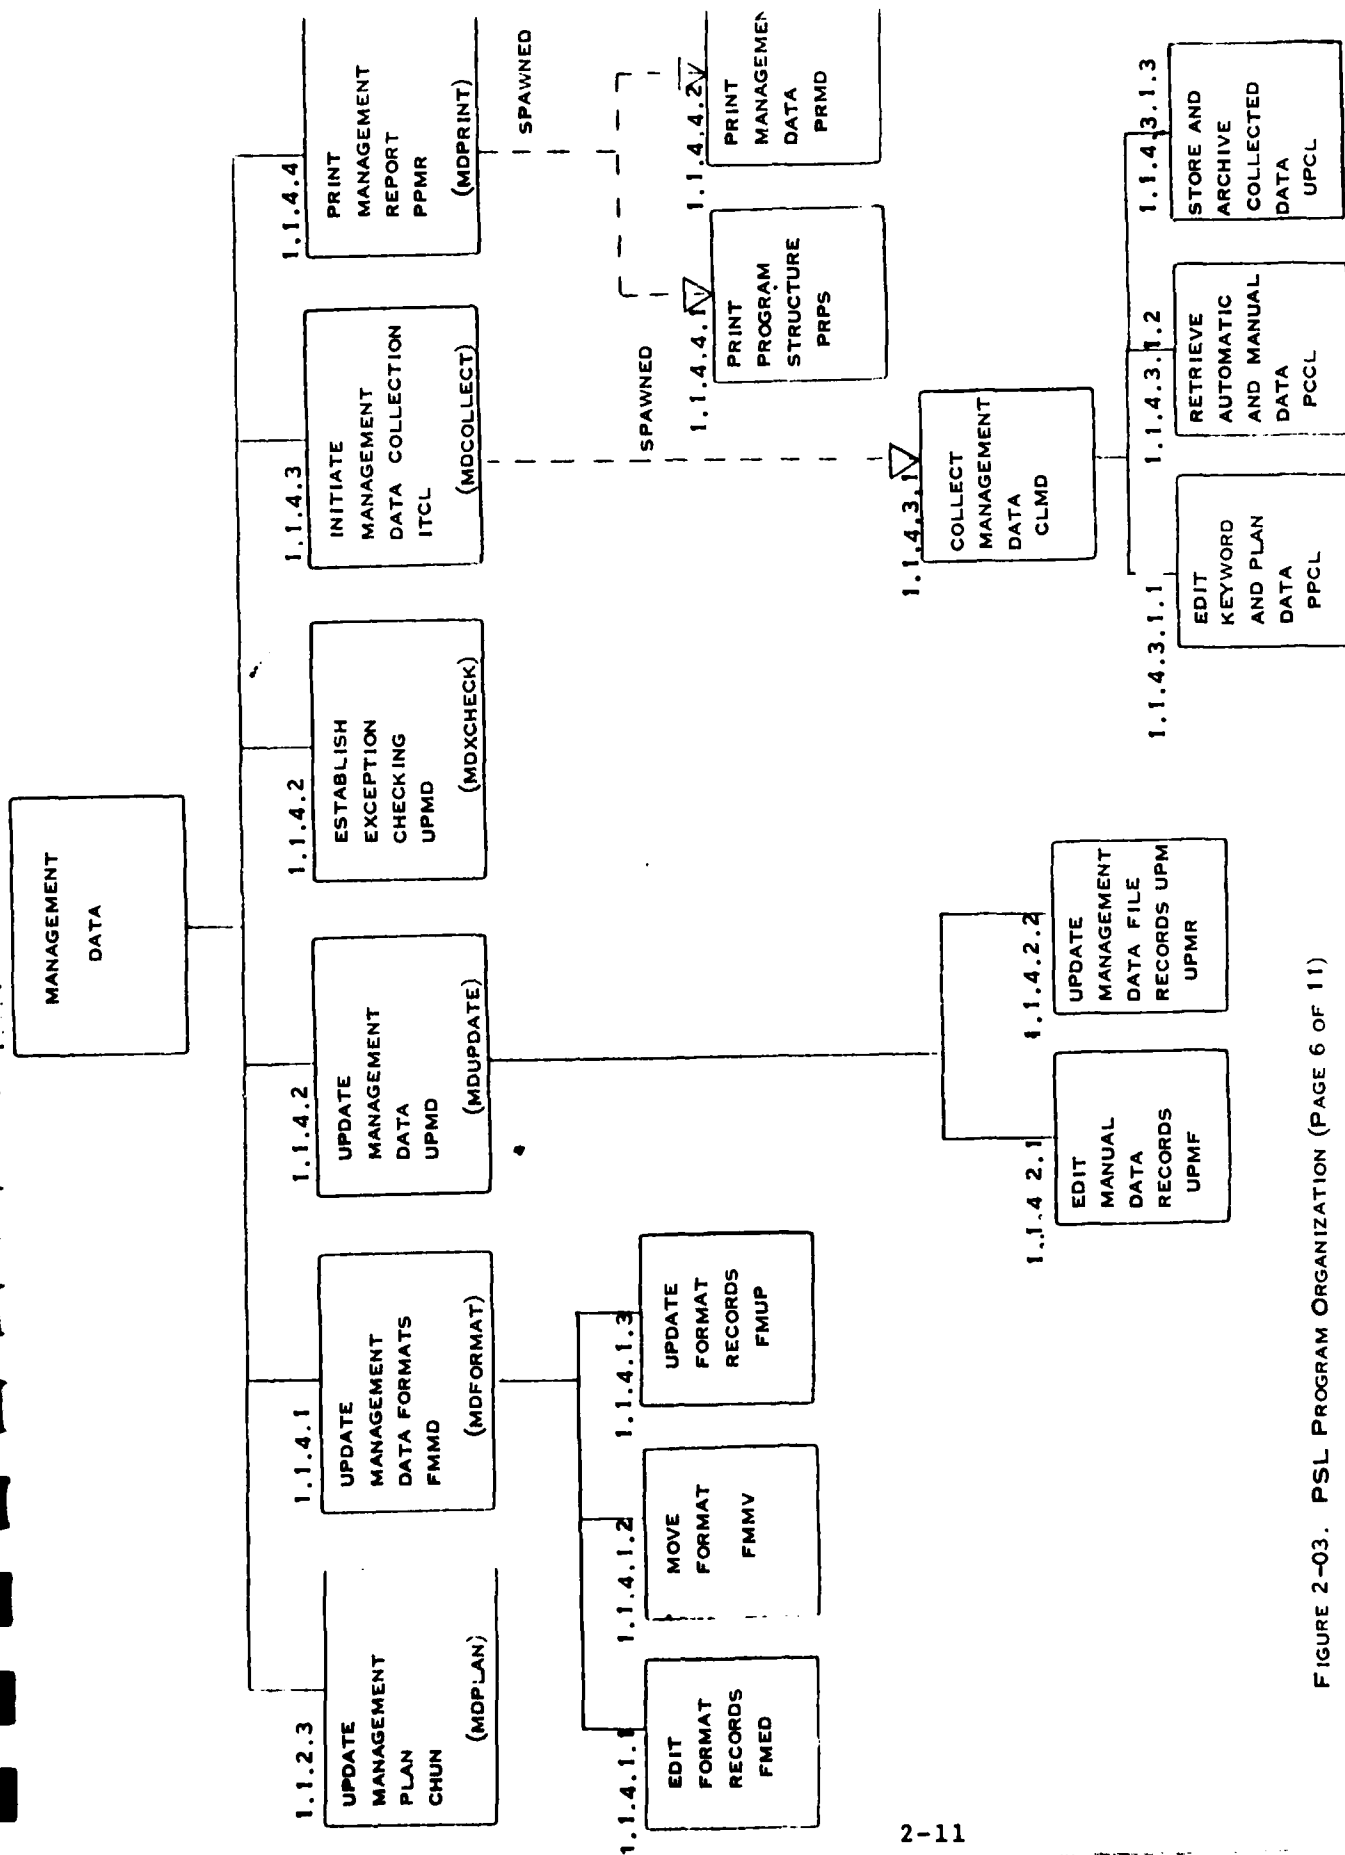 MANAGEMENT
DATA
1.1.2.3
UPDATE
MANAGEMENT
PLAN
CHUN
(MDPLAN)
1.1.4.1
UPDATE
MANAGEMENT
DATA FORMATS
FMMD
(MDFORMAT)
1.1.4.2
UPDATE
MANAGEMENT
DATA
UPMD
(MDUPDATE)
1.1.4.2
ESTABLISH
EXCEPTION
CHECKING
UPMD
(MDXCHECK)
1.1.4.3
INITIATE
MANAGEMENT
DATA COLLECTION
ITCL
(MDCOLLECT)
1.1.4.4
PRINT
MANAGEMENT
REPORT
PPMR
(MDPRINT)
SPAWNED
1.1.4.1.1
EDIT
FORMAT
RECORDS
FMED
1.1.4.1.2
MOVE
FORMAT
FMMV
1.1.4.1.3
UPDATE
FORMAT
RECORDS
FMUP
SPAWNED
1.1.4.4.1
PRINT
PROGRAM
STRUCTURE
PRPS
1.1.4.4.2
PRINT
MANAGEMEN
DATA
PRMD
1.1.4 2.1
EDIT
MANUAL
DATA
RECORDS
UPMF
1.1.4.2.2
UPDATE
MANAGEMENT
DATA FILE
RECORDS UPM
UPMR
1.1.4.3.1
COLLECT
MANAGEMENT
DATA
CLMD
1.1.4.3.1.1
EDIT
KEYWORD
AND PLAN
DATA
PPCL
1.1.4.3.1.2
RETRIEVE
AUTOMATIC
AND MANUAL
DATA
PCCL
1.1.4.3.1.3
STORE AND
ARCHIVE
COLLECTED
DATA
UPCL
FIGURE 2-03. PSL PROGRAM ORGANIZATION (PAGE 6 OF 11)
2-11